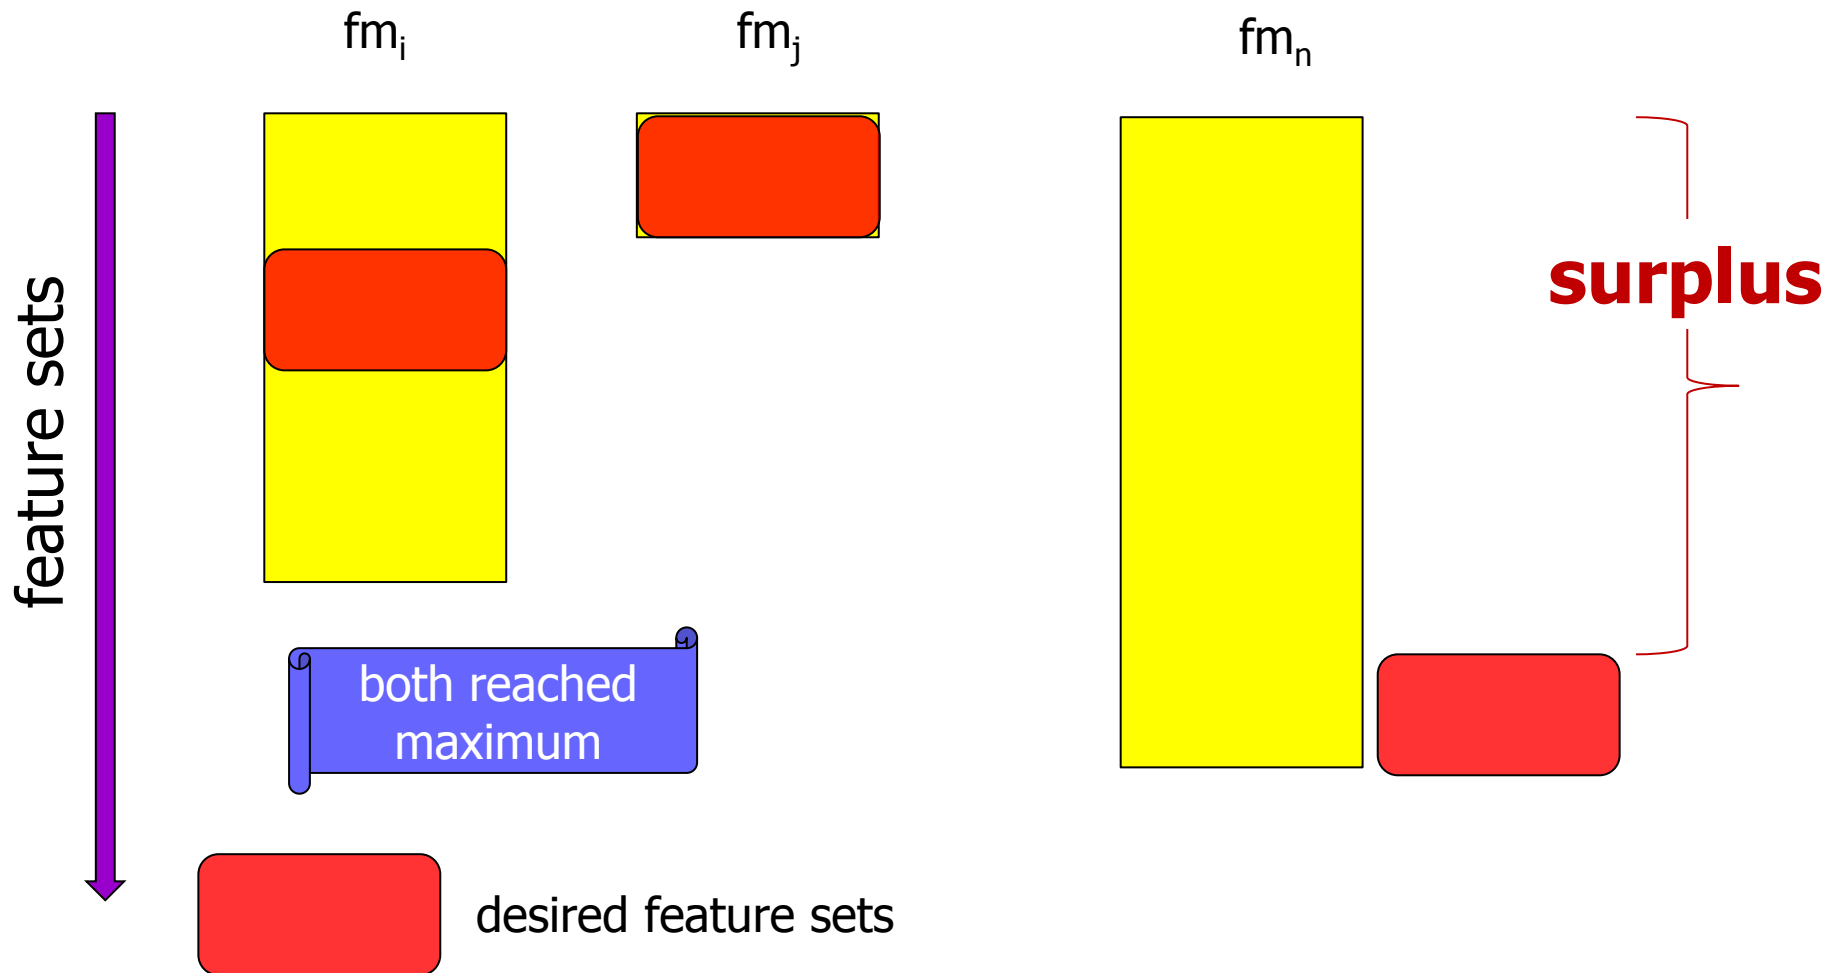 fmᵢ
fmⱼ
fmₙ
feature sets
surplus
both reached
maximum
desired feature sets